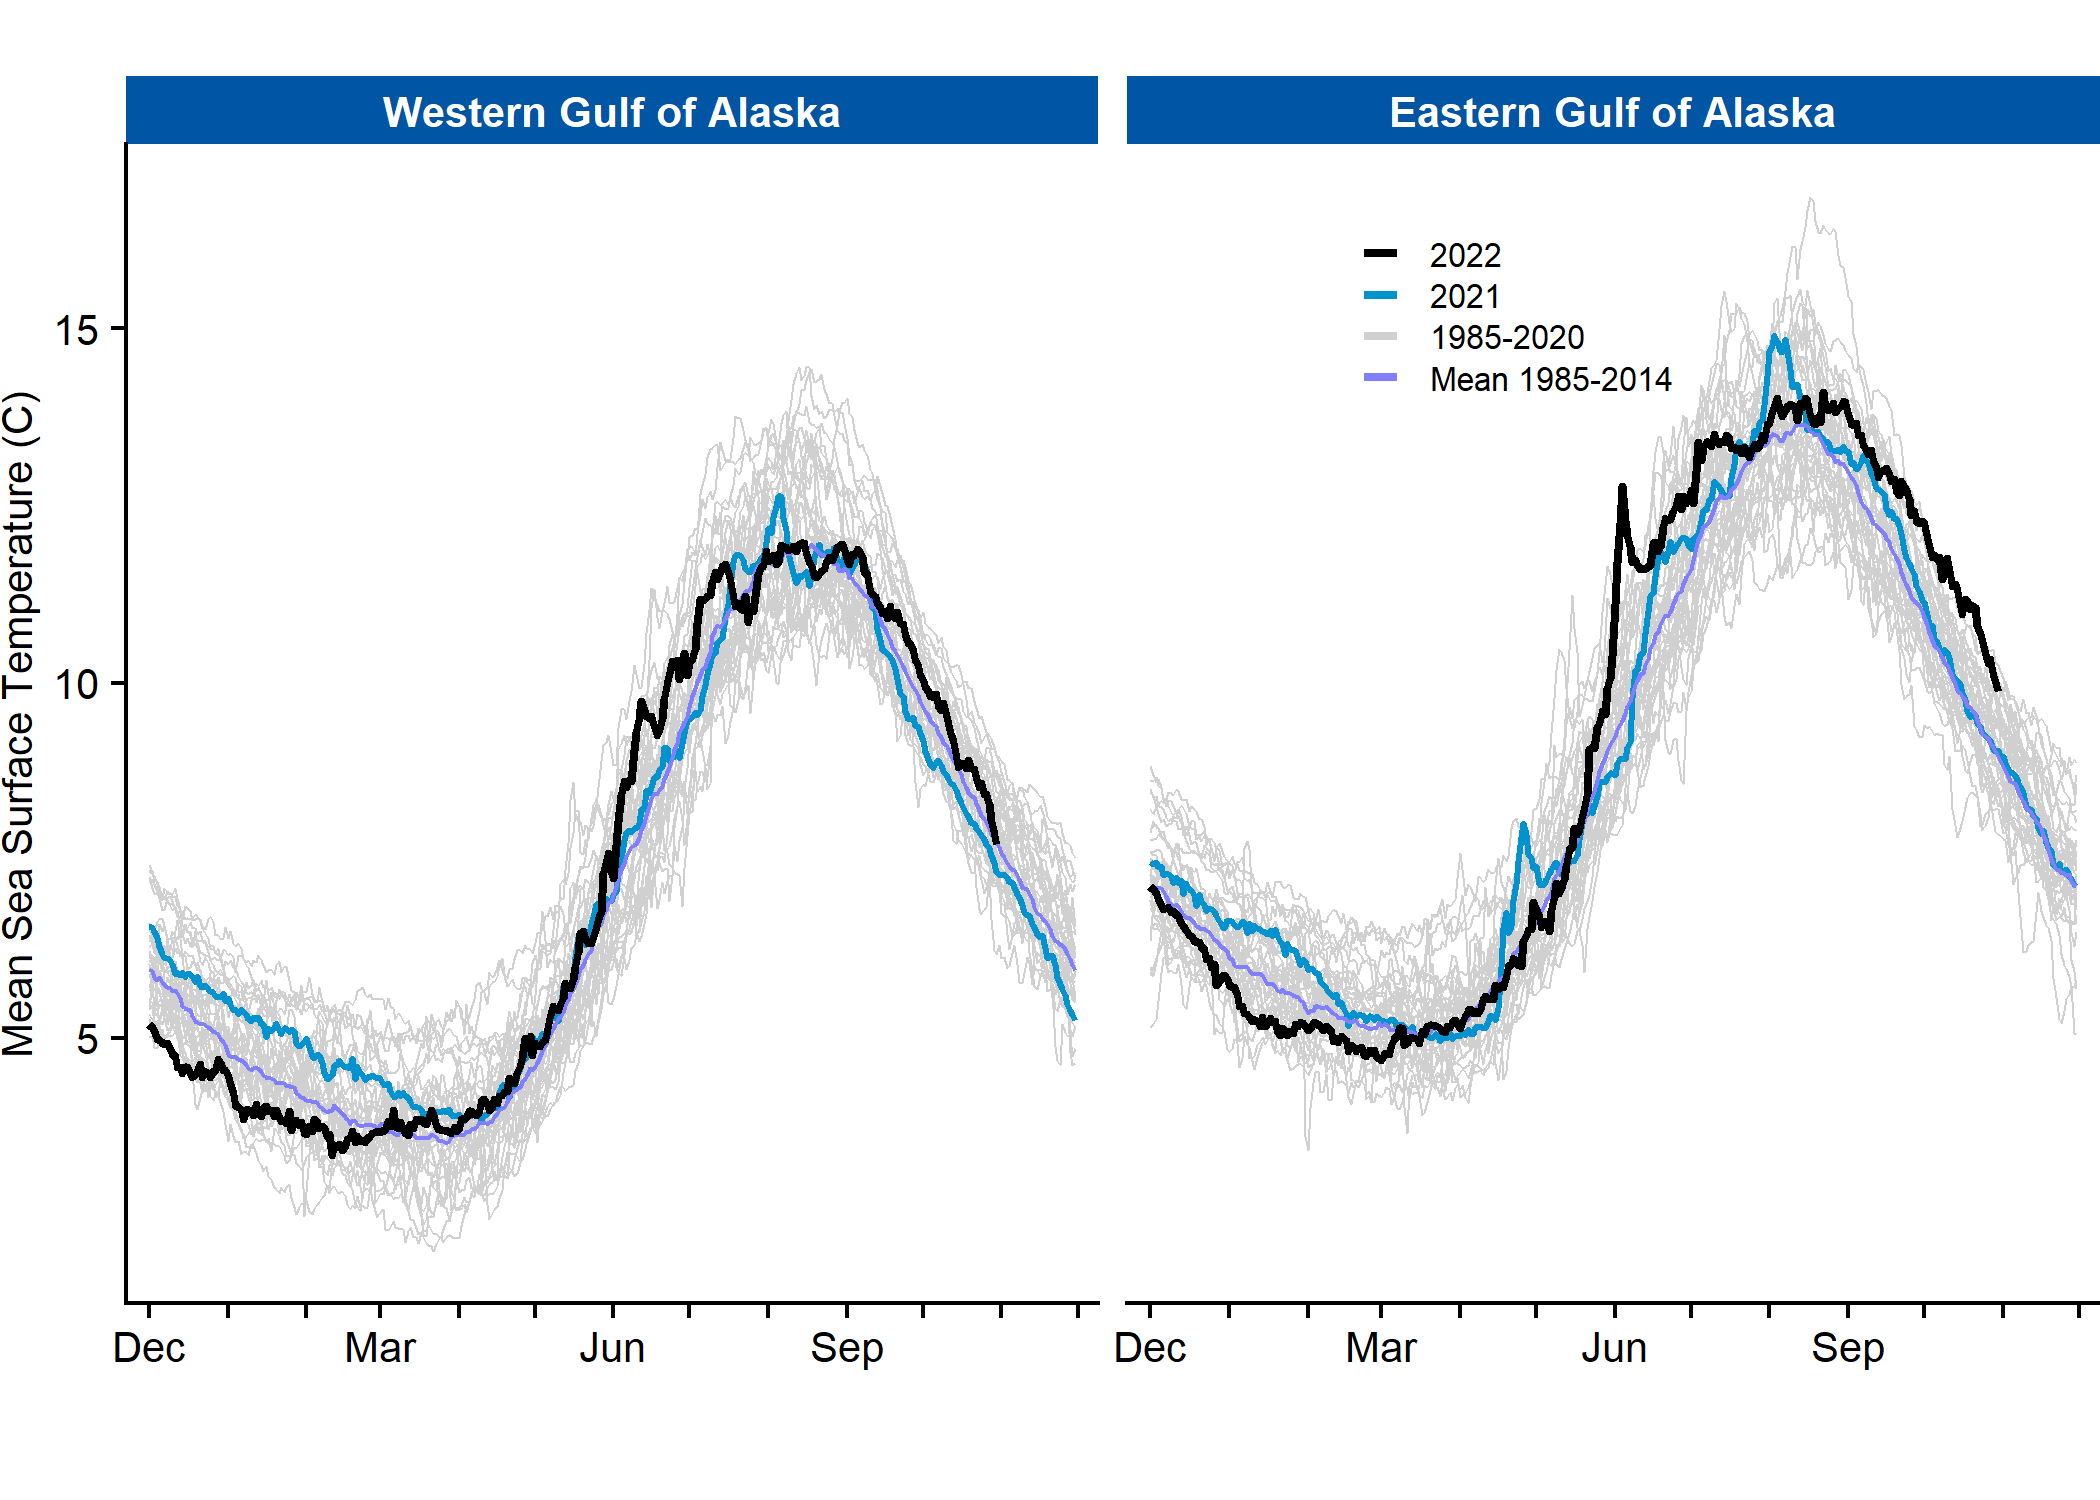 Western Gulf of Alaska
Eastern Gulf of Alaska
Mean Sea Surface Temperature (C)
15
10
5
2022
2021
1985-2020
Mean 1985-2014
Dec Mar Jun Sep
Dec Mar Jun Sep